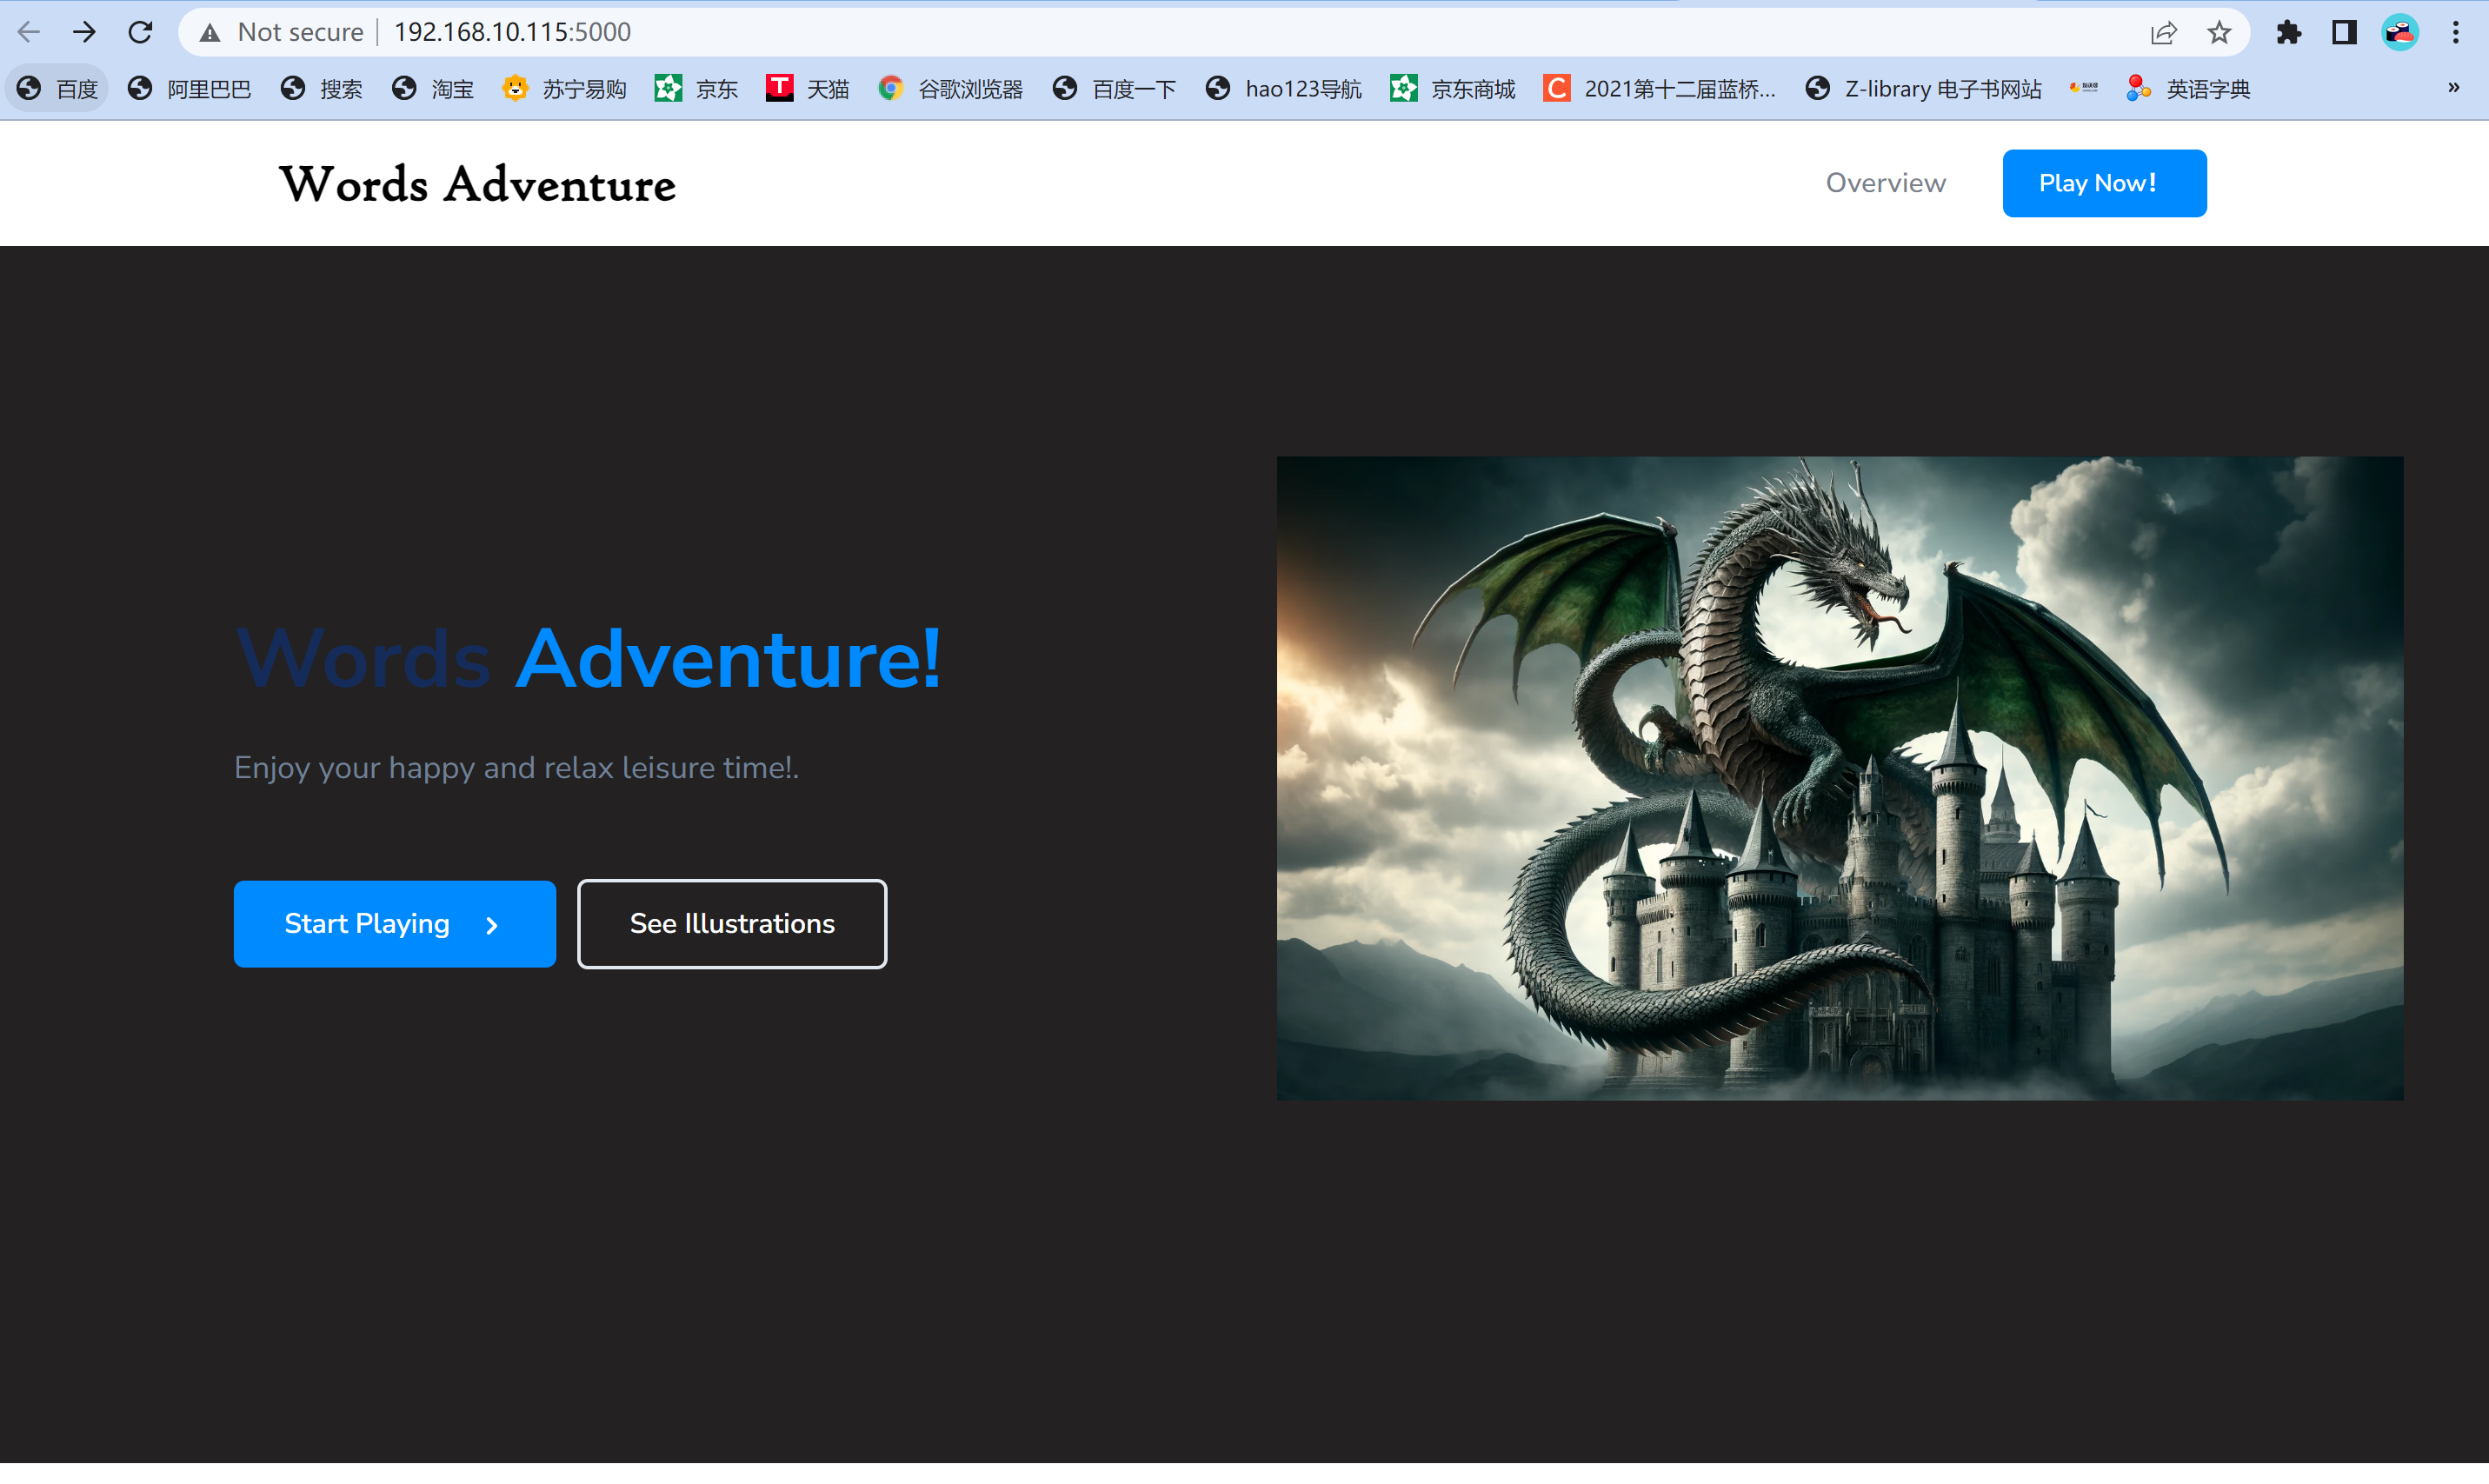 Not secure | 192.168.10.115:5000
百度 阿里巴巴 搜索 淘宝 苏宁易购 京东 天猫 谷歌浏览器 百度一下 hao123导航 京东商城 2021第十二届蓝桥... Z-library 电子书网站 英语字典 »
Words Adventure
Overview
Play Now!
Words Adventure!
Enjoy your happy and relax leisure time!.
Start Playing
See Illustrations